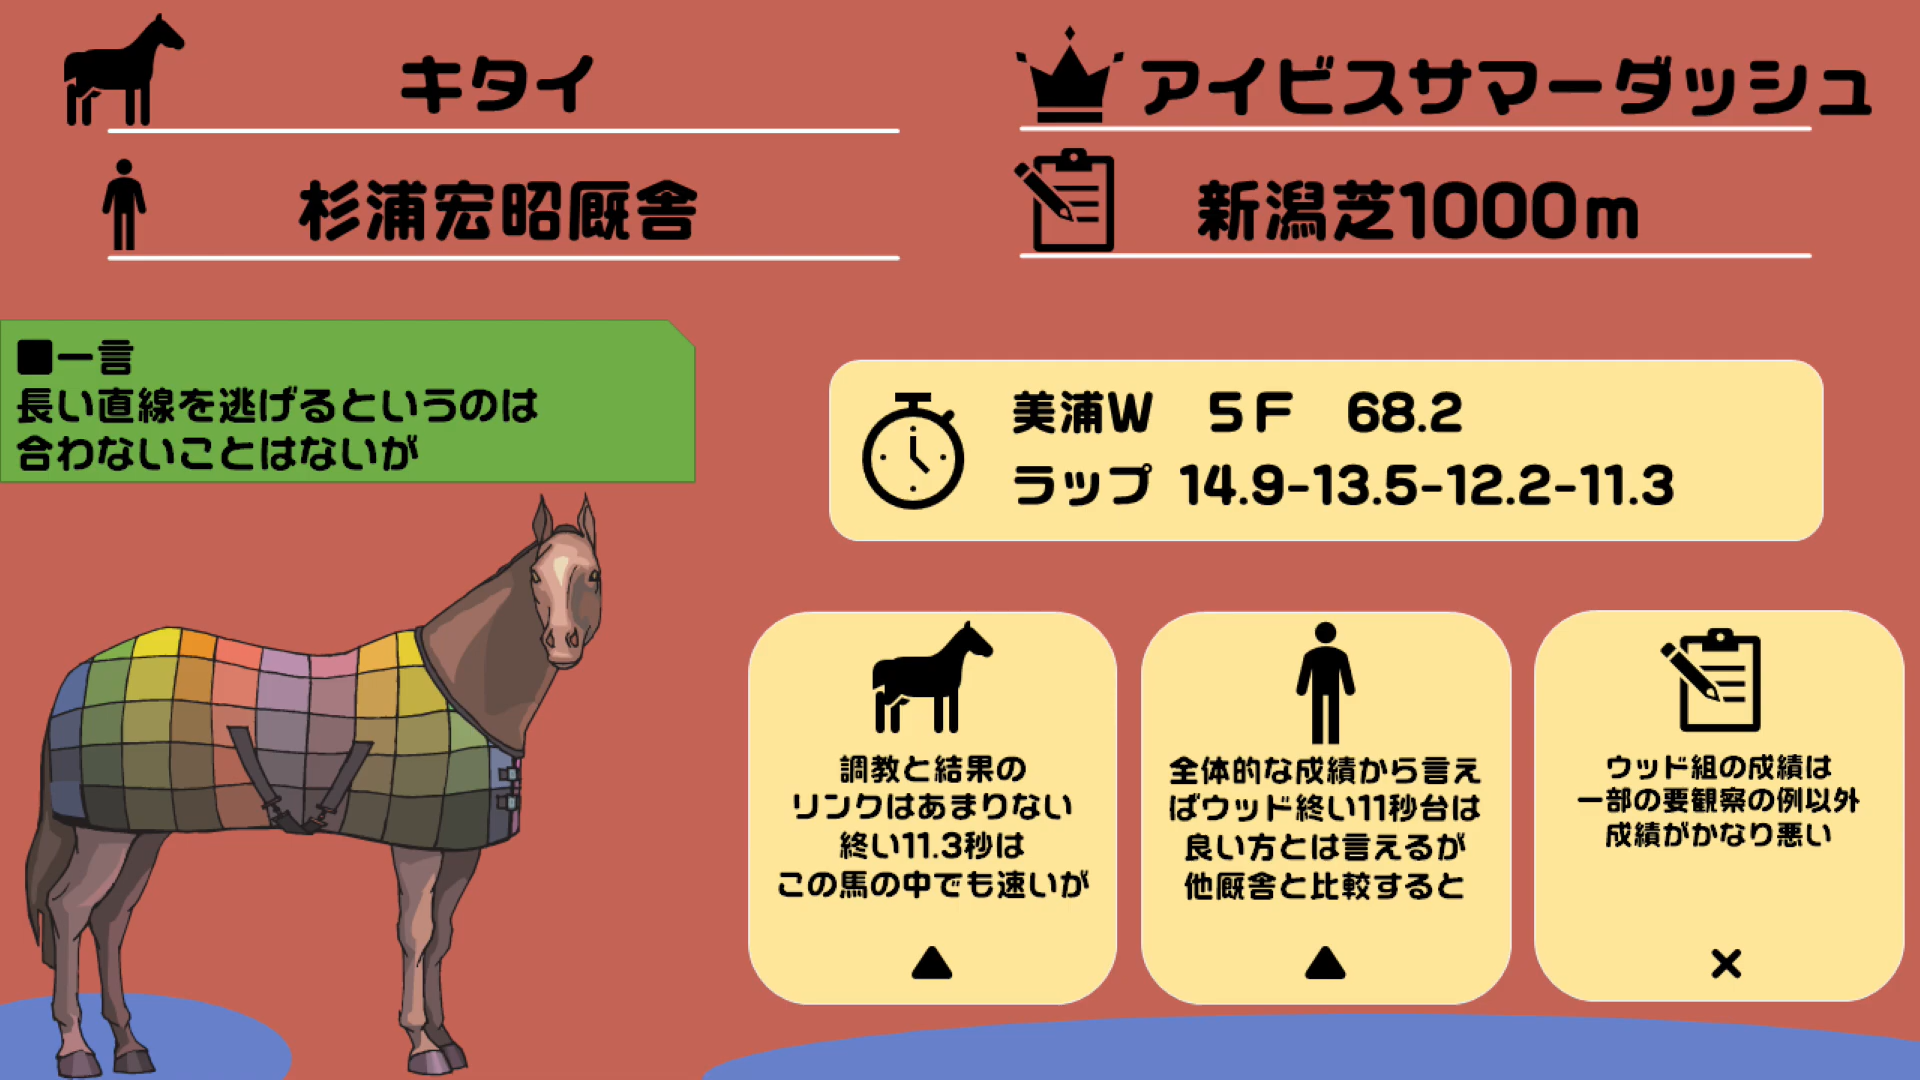 キタイ
アイビスサマーダッシュ
杉浦宏昭厩舎
新潟芝1000m
■一言
長い直線を逃げるというのは
合わないことはないが
美浦W　5F　68.2
ラップ 14.9-13.5-12.2-11.3
調教と結果の
リンクはあまりない
終い11.3秒は
この馬の中でも速いが
▲
全体的な成績から言え
ばウッド終い11秒台は
良い方とは言えるが
他厩舎と比較すると
▲
ウッド組の成績は
一部の要観察の例以外
成績がかなり悪い
×